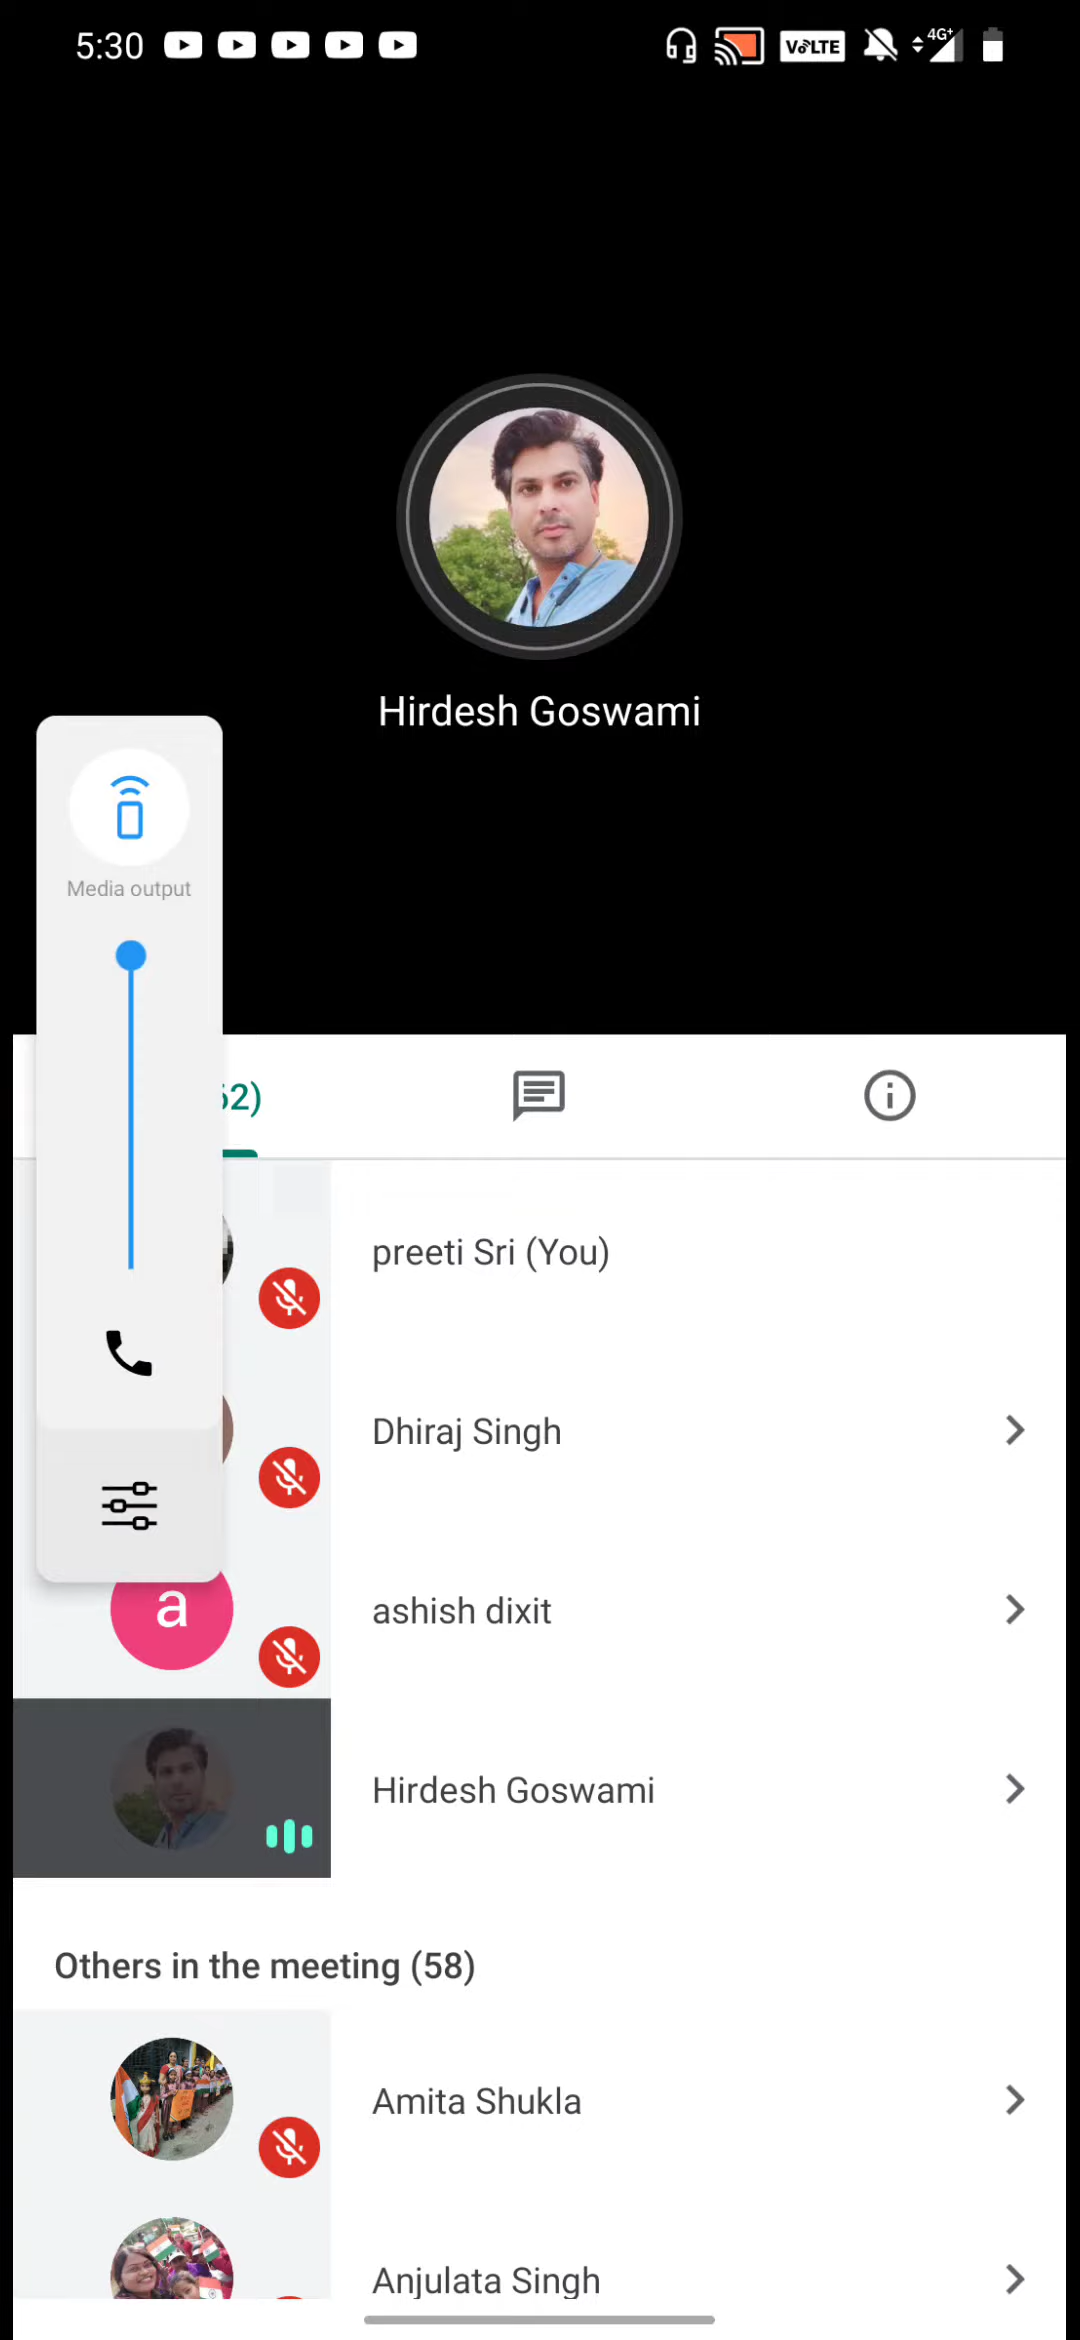 5:30
VoLTE
4G+
Hirdesh Goswami
Media output
2)
preeti Sri (You)
Dhiraj Singh
a
ashish dixit
Hirdesh Goswami
Others in the meeting (58)
Amita Shukla
Anjulata Singh